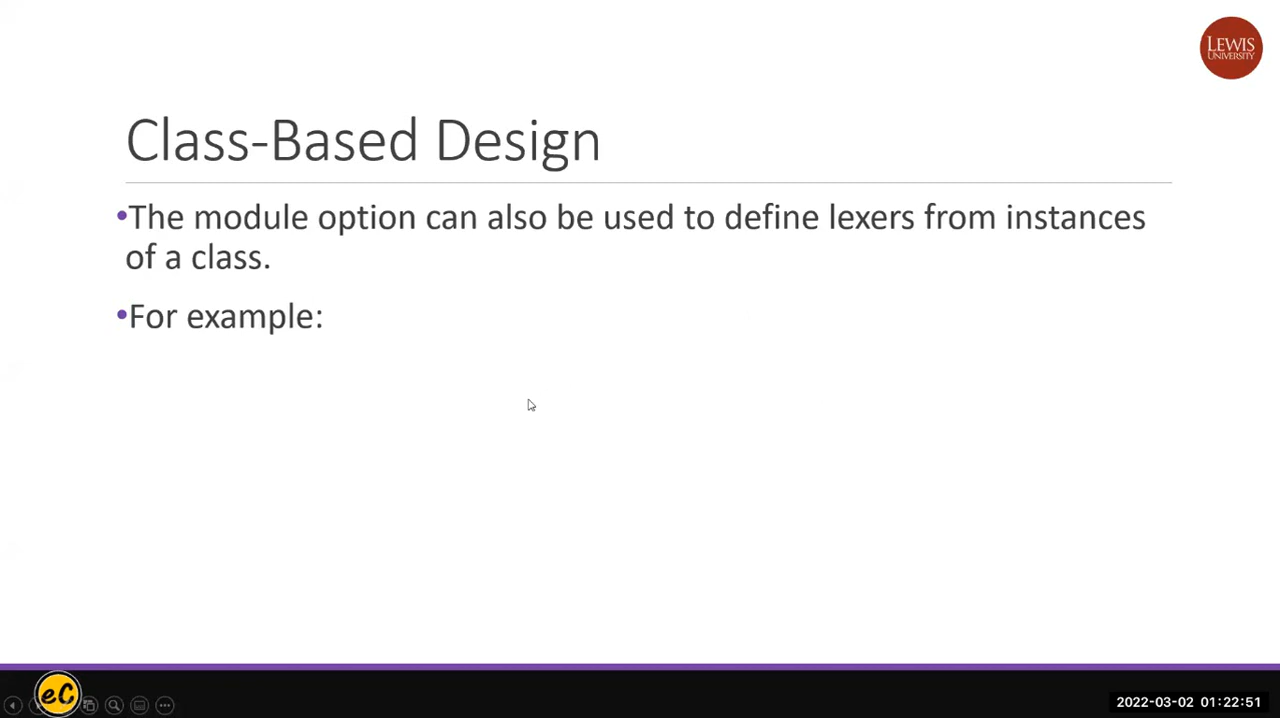 LEWIS
UNIVERSITY
Class-Based Design
•The module option can also be used to define lexers from instances
of a class.
•For example:
eC
2022-03-02 01:22:51